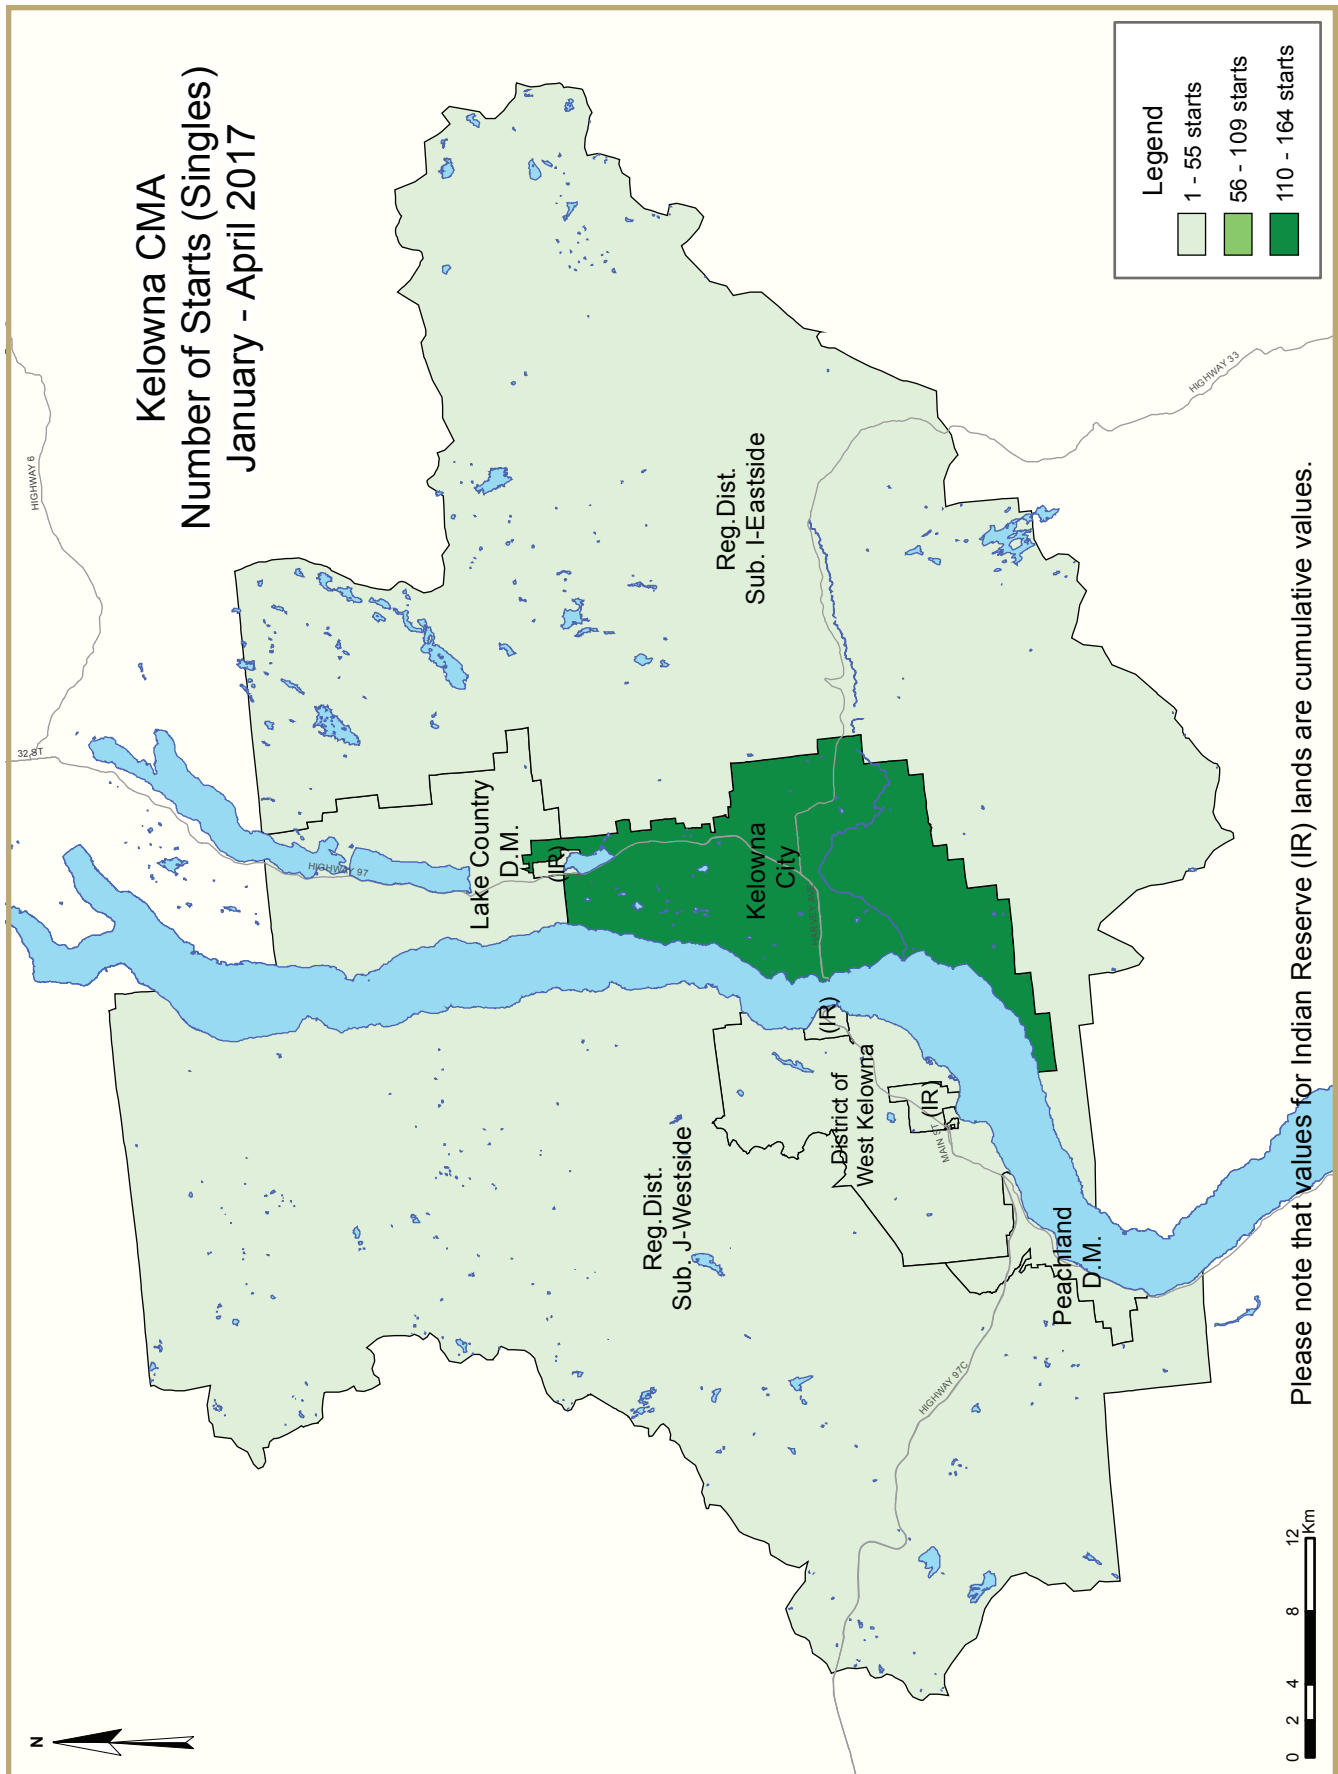 Kelowna CMA
Number of Starts (Singles)
January - April 2017
Legend
1 - 55 starts
56 - 109 starts
110 - 164 starts
HIGHWAY 6
32 ST
HIGHWAY 97
HIGHWAY 33
Lake Country
D.M.
(IR)
Reg.Dist.
Sub. I-Eastside
Kelowna
City
(IR)
District of
West Kelowna
(IR)
MAIN ST
Reg.Dist.
Sub. J-Westside
Peachland
D.M.
HIGHWAY 97C
N
0 2 4 8 12
Km
Please note that values for Indian Reserve (IR) lands are cumulative values.